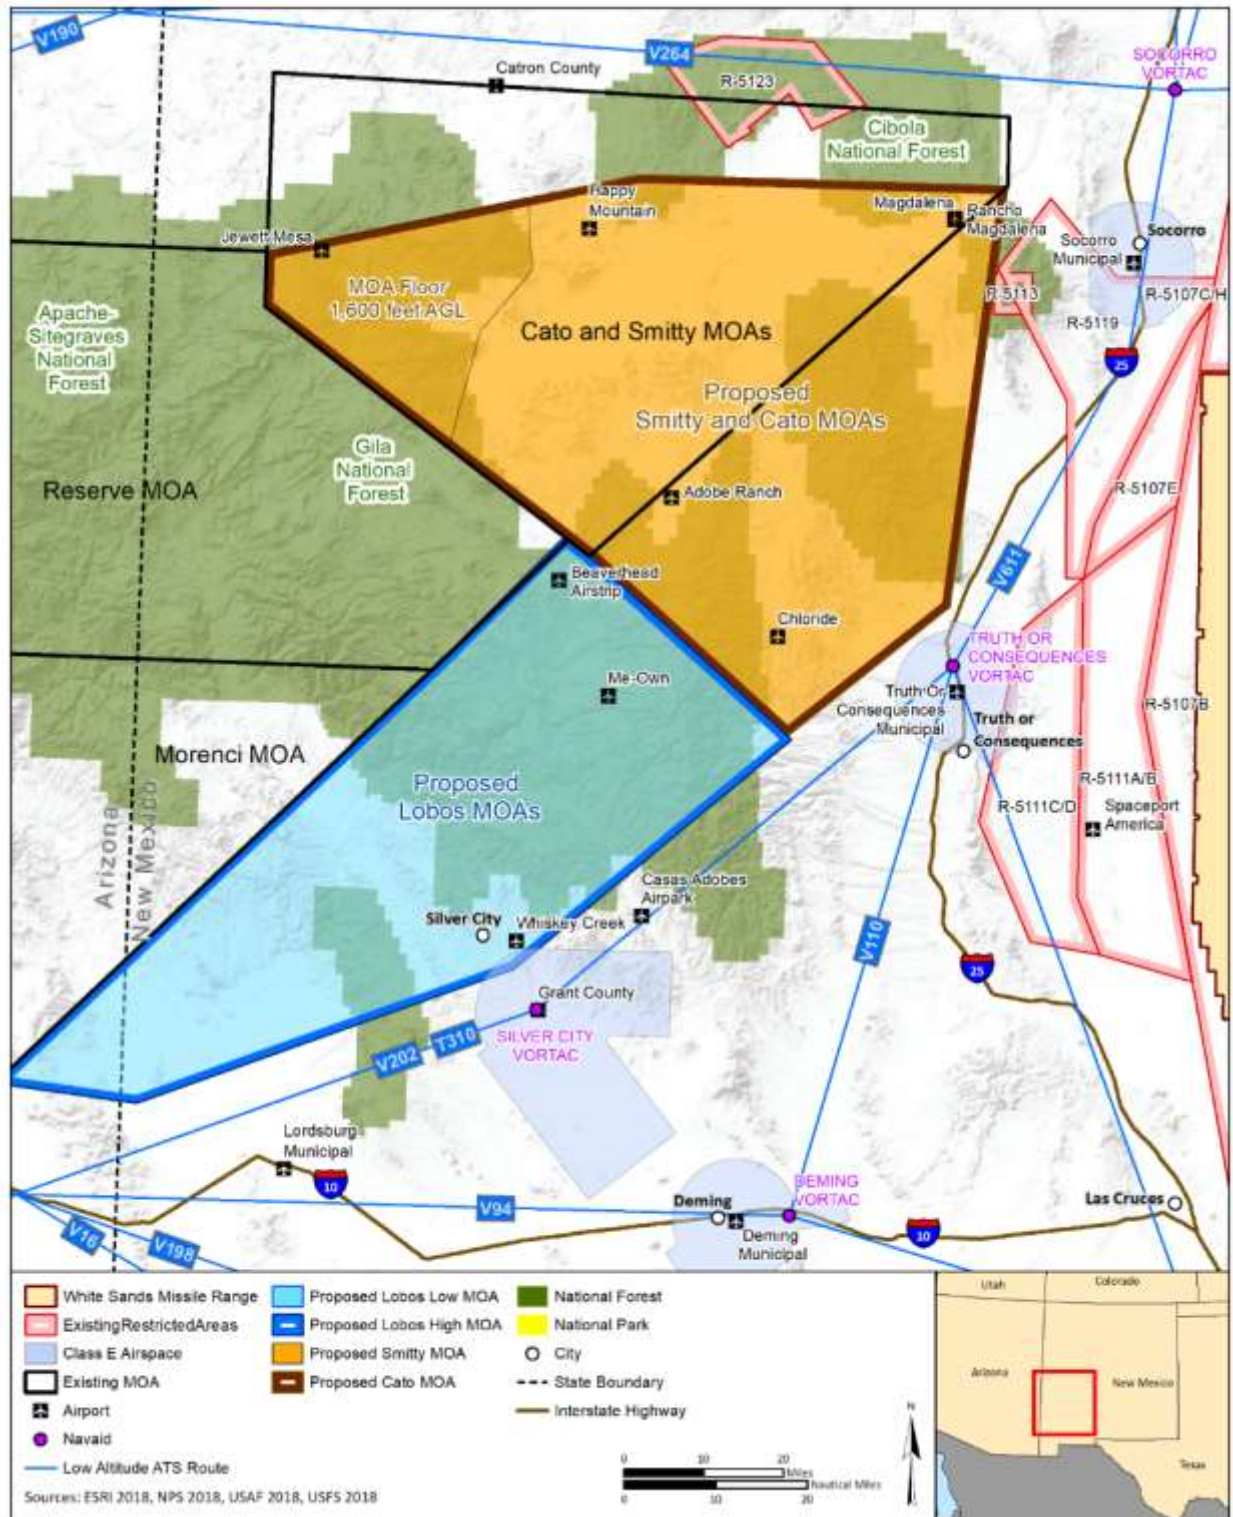 V190
V264
SOCORRO
VORTAC
Catron County
R-5123
Cibola
National Forest
Happy
Mountain
Magdalena
Rancho
Magdalena
Jewett Mesa
Socorro
Socorro
Municipal
MOA Floor
1,600 feet AGL
R-5113
R-5107C/H
R-5119
Apache-
Sitegraves
National
Forest
Cato and Smitty MOAs
25
Proposed
Smitty and Cato MOAs
Gila
National
Forest
Reserve MOA
Adobe Ranch
R-5107E
Beaverhead
Airstrip
V611
Chloride
TRUTH OR
CONSEQUENCES
VORTAC
Me-Own
Truth Or
Consequences
Municipal
R-5107B
Truth or
Consequences
Morenci MOA
Proposed
Lobos MOAs
R-5111A/B
R-5111C/D
Spaceport
America
Arizona
New Mexico
Casas Adobes
Airpark
Silver City
Whiskey Creek
V110
25
Grant County
SILVER CITY
VORTAC
V202
T310
Lordsburg
Municipal
10
DEMING
VORTAC
V94
Deming
Las Cruces
V16
V198
Deming
Municipal
10
White Sands Missile Range
ExistingRestrictedAreas
Class E Airspace
Existing MOA
Airport
Navaid
Low Altitude ATS Route
Proposed Lobos Low MOA
Proposed Lobos High MOA
Proposed Smitty MOA
Proposed Cato MOA
National Forest
National Park
City
State Boundary
Interstate Highway
Sources: ESRI 2018, NPS 2018, USAF 2018, USFS 2018
0 10 20
Miles
Nautical Miles
0 10 20
N
Utah
Colorado
Arizona
New Mexico
Texas